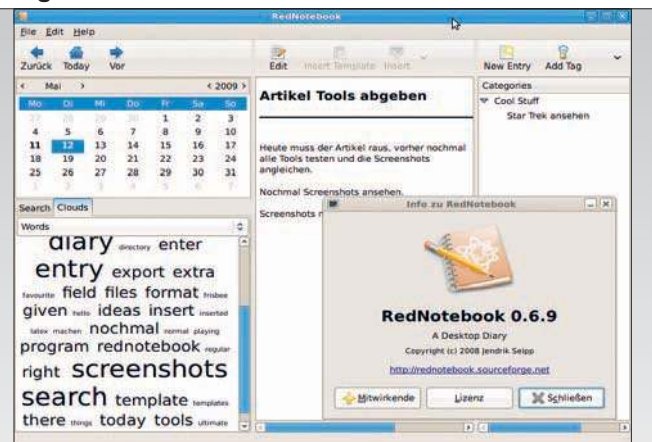 RedNotebook
File Edit Help
Zurück Today Vor
Edit Insert Template Insert
New Entry Add Tag
Mai 2009
Mo Di Mi Do Fr Sa So
27 28 29 30 1 2 3
4 5 6 7 8 9 10
11 12 13 14 15 16 17
18 19 20 21 22 23 24
25 26 27 28 29 30 31
1 2 3 4 5 6 7
Search Clouds
Words
diary directory enter
entry export extra
favourite field files format frisbee
given hello ideas insert inserted
latex machen nochmal normal playing
program rednotebook regular
right screenshots
search template templates
there things today tools ultimate
Artikel Tools abgeben
Heute muss der Artikel raus, vorher nochmal
alle Tools testen und die Screenshots
angleichen.
Nochmal Screenshots ansehen.
Screenshots
Categories
Cool Stuff
Star Trek ansehen
Info zu RedNotebook
RedNotebook 0.6.9
A Desktop Diary
Copyright (c) 2008 Jendrik Seipp
http://rednotebook.sourceforge.net
Mitwirkende Lizenz Schließen